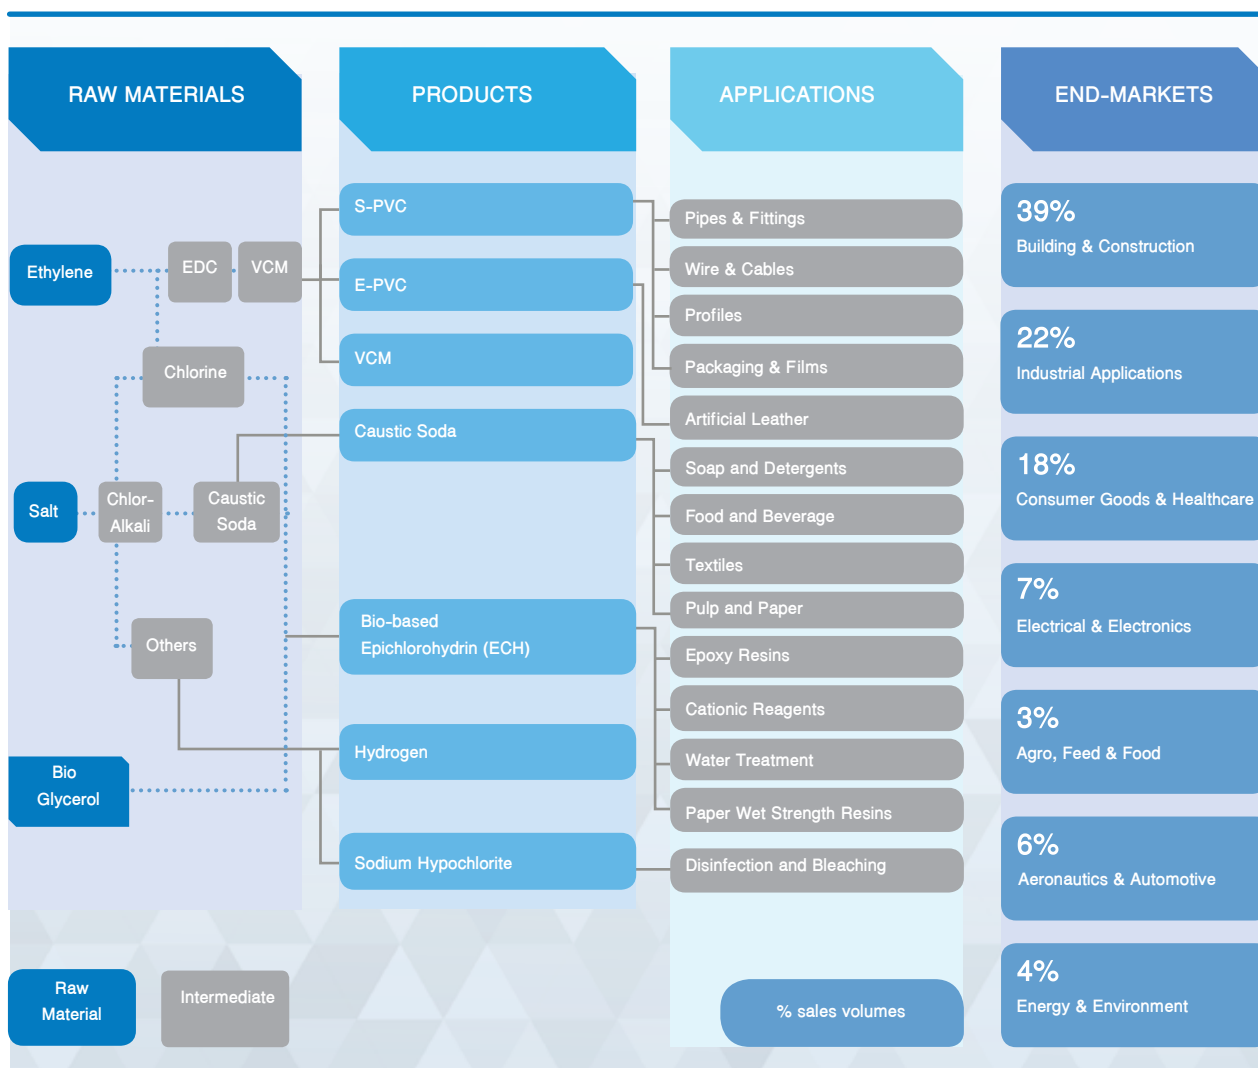 RAW MATERIALS
Ethylene
EDC
VCM
Chlorine
Salt
Chlor-
Alkali
Caustic
Soda
Others
Bio
Glycerol
Raw
Material
Intermediate
PRODUCTS
S-PVC
E-PVC
VCM
Caustic Soda
Bio-based
Epichlorohydrin (ECH)
Hydrogen
Sodium Hypochlorite
APPLICATIONS
Pipes & Fittings
Wire & Cables
Profiles
Packaging & Films
Artificial Leather
Soap and Detergents
Food and Beverage
Textiles
Pulp and Paper
Epoxy Resins
Cationic Reagents
Water Treatment
Paper Wet Strength Resins
Disinfection and Bleaching
% sales volumes
END-MARKETS
39%
Building & Construction
22%
Industrial Applications
18%
Consumer Goods & Healthcare
7%
Electrical & Electronics
3%
Agro, Feed & Food
6%
Aeronautics & Automotive
4%
Energy & Environment